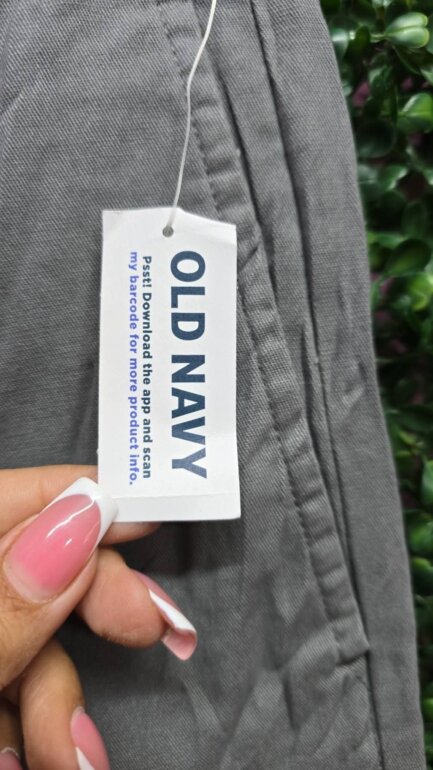 OLD NAVY
Psst! Download the app and scan
my barcode for more product info.